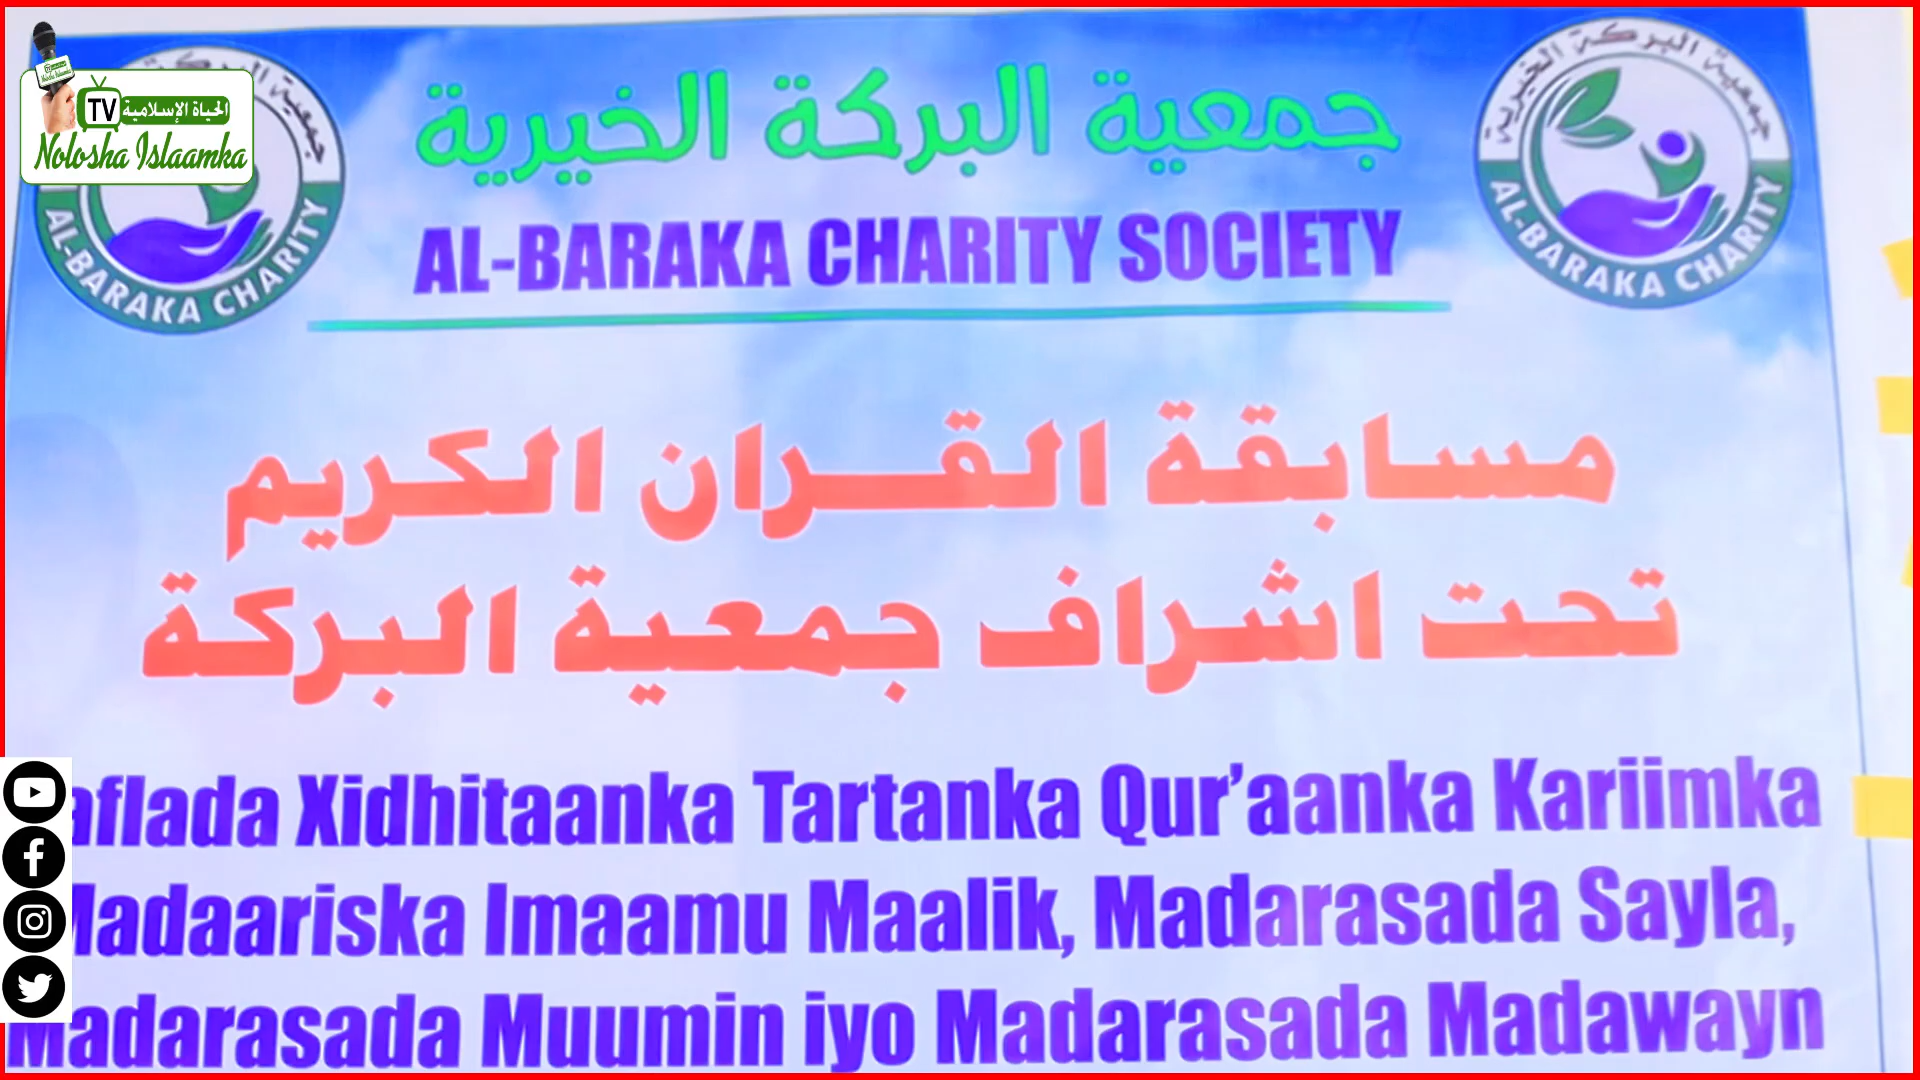 TV الحياة الإسلامية
Nolosha Islaamka
جمعية البركة الخيرية
AL-BARAKA CHARITY
جمعية البركة الخيرية
AL-BARAKA CHARITY SOCIETY
جمعية البركة الخيرية
AL-BARAKA CHARITY
مسابقة القران الكريم
تحت اشراف جمعية البركة
aflada Xidhitaanka Tartanka Qur’aanka Kariimka
Madaariska Imaamu Maalik, Madarasada Sayla,
Madarasada Muumin iyo Madarasada Madawayn